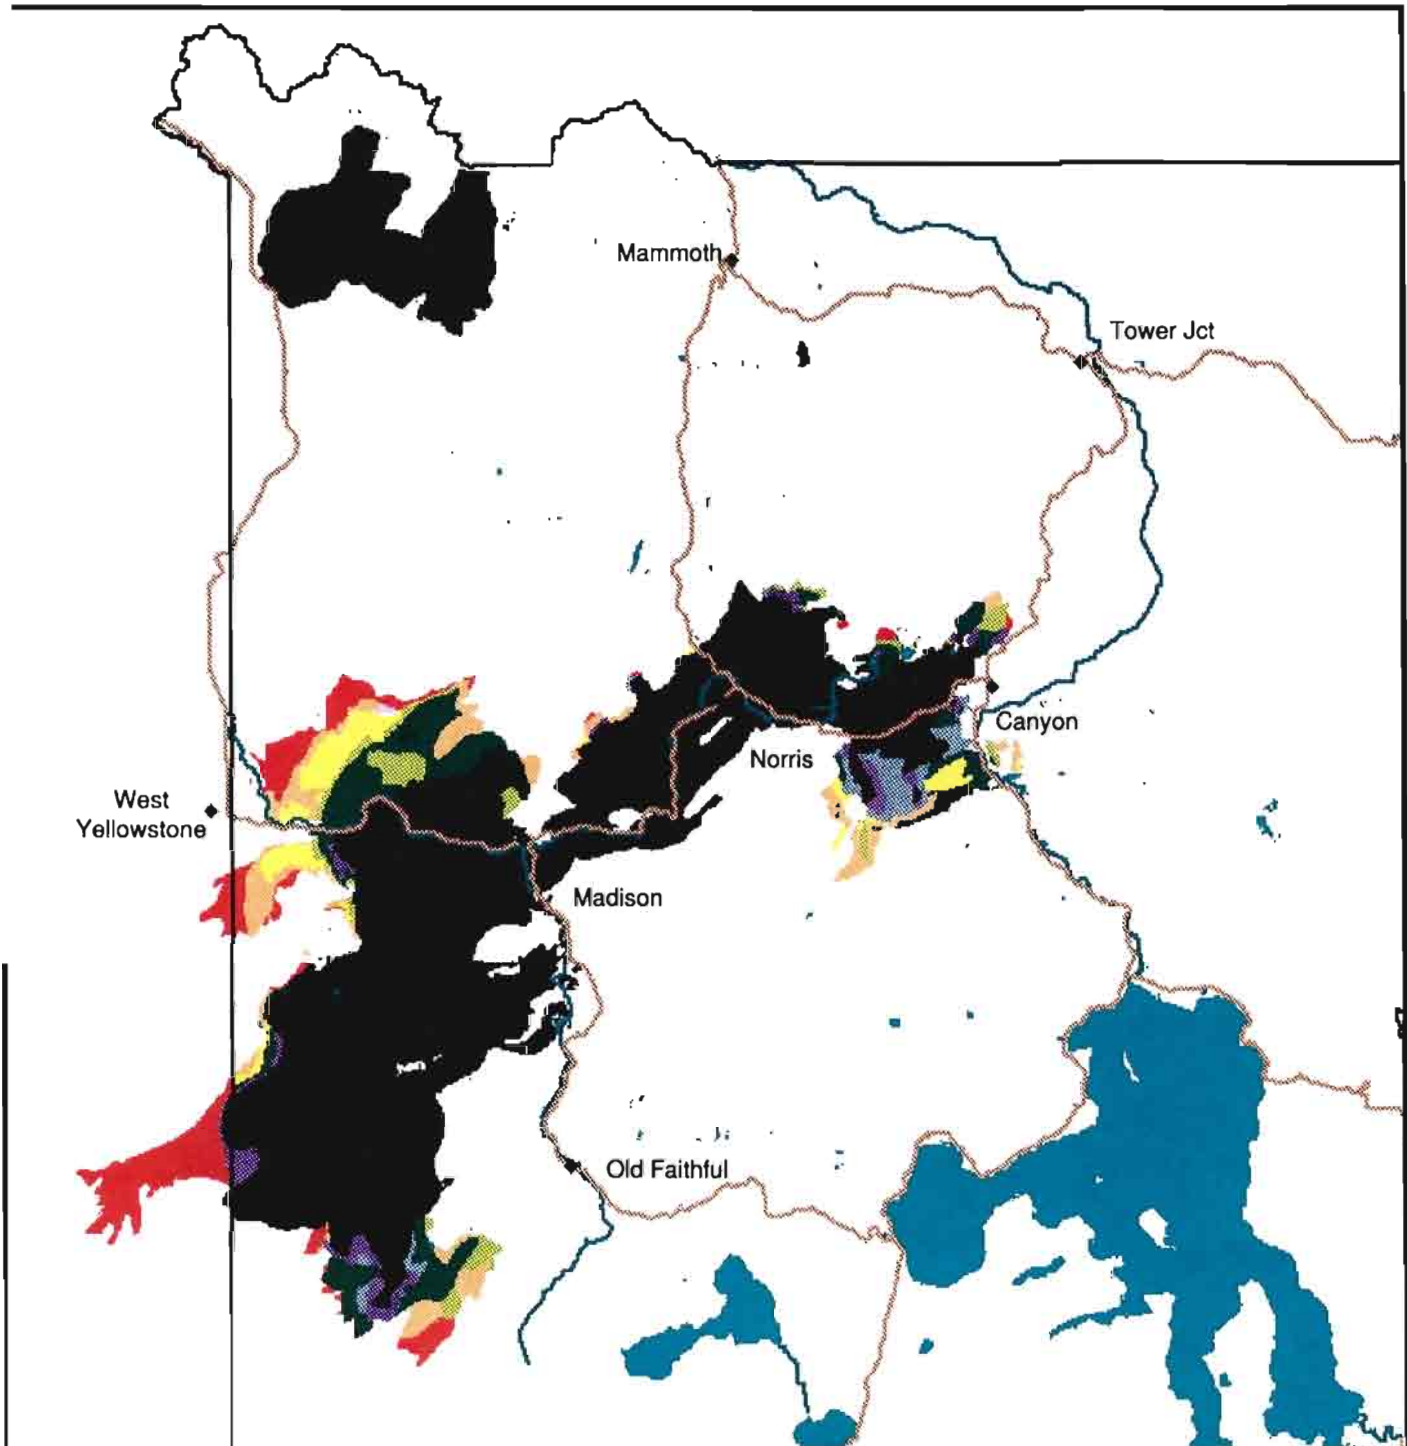 Mammoth
Tower Jct
Canyon
Norris
West
Yellowstone
Madison
Old Faithful